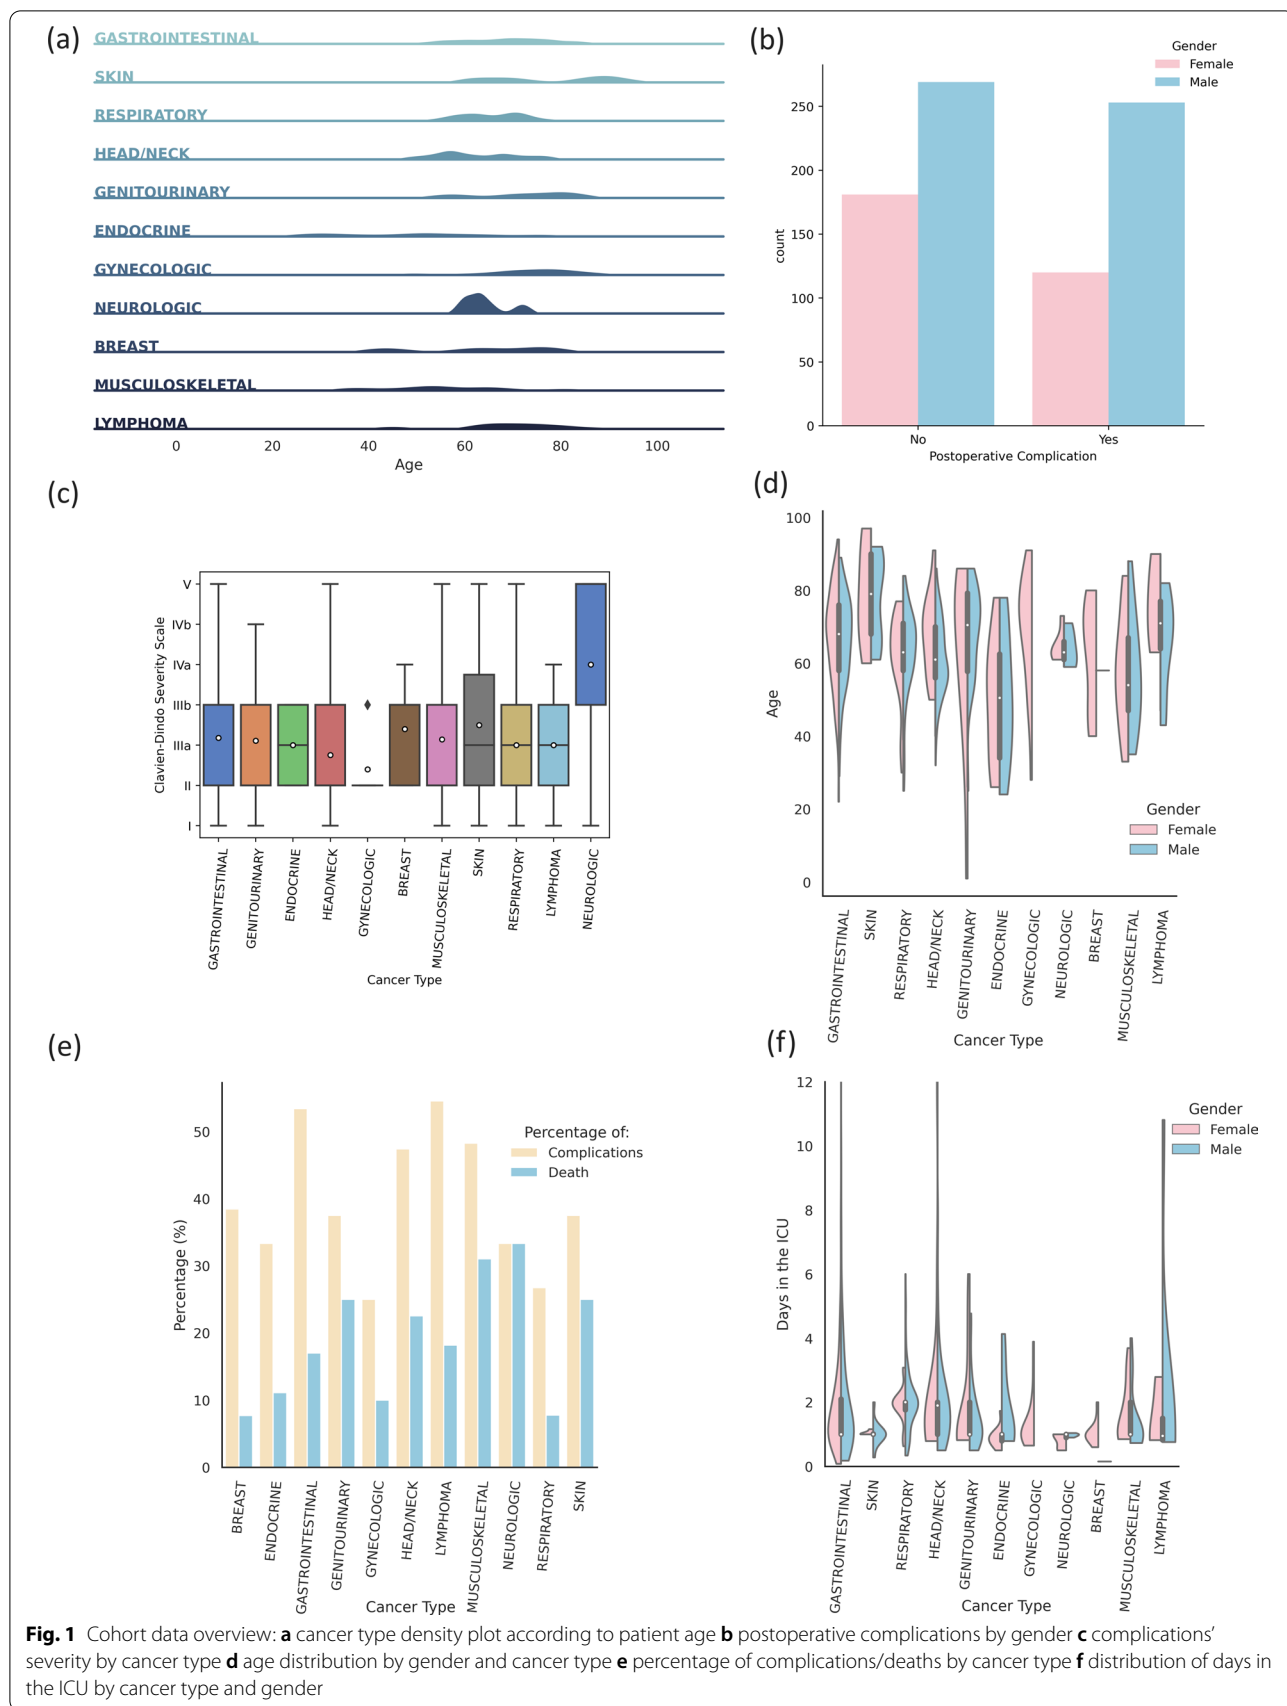 (a)
GASTROINTESTINAL
SKIN
RESPIRATORY
HEAD/NECK
GENITOURINARY
ENDOCRINE
GYNECOLOGIC
NEUROLOGIC
BREAST
MUSCULOSKELETAL
LYMPHOMA
0 20 40 60 80 100
Age
(b)
Gender
Female
Male
250
200
150
100
50
0
count
No Yes
Postoperative Complication
(c)
V
IVb
IVa
IIIb
IIIa
II
I
Clavien-Dindo Severity Scale
GASTROINTESTINAL
GENITOURINARY
ENDOCRINE
HEAD/NECK
GYNECOLOGIC
BREAST
MUSCULOSKELETAL
SKIN
RESPIRATORY
LYMPHOMA
NEUROLOGIC
Cancer Type
(d)
100
80
60
40
20
0
Age
Gender
Female
Male
GASTROINTESTINAL
SKIN
RESPIRATORY
HEAD/NECK
GENITOURINARY
ENDOCRINE
GYNECOLOGIC
NEUROLOGIC
BREAST
MUSCULOSKELETAL
LYMPHOMA
Cancer Type
(e)
50
40
30
20
10
0
Percentage (%)
Percentage of:
Complications
Death
BREAST
ENDOCRINE
GASTROINTESTINAL
GENITOURINARY
GYNECOLOGIC
HEAD/NECK
LYMPHOMA
MUSCULOSKELETAL
NEUROLOGIC
RESPIRATORY
SKIN
Cancer Type
(f)
12
10
8
6
4
2
0
Days in the ICU
Gender
Female
Male
GASTROINTESTINAL
SKIN
RESPIRATORY
HEAD/NECK
GENITOURINARY
ENDOCRINE
GYNECOLOGIC
NEUROLOGIC
BREAST
MUSCULOSKELETAL
LYMPHOMA
Cancer Type
Fig. 1 Cohort data overview: a cancer type density plot according to patient age b postoperative complications by gender c complications’
severity by cancer type d age distribution by gender and cancer type e percentage of complications/deaths by cancer type f distribution of days in
the ICU by cancer type and gender